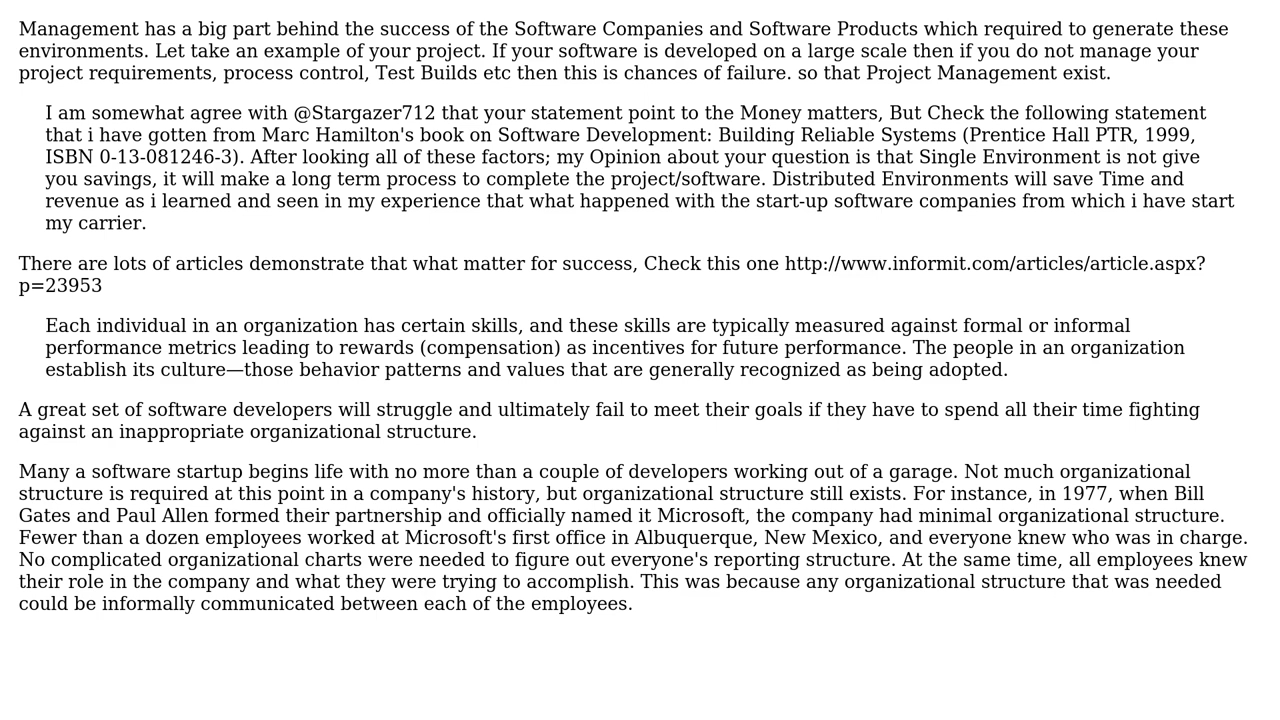 Management has a big part behind the success of the Software Companies and Software Products which required to generate these
environments. Let take an example of your project. If your software is developed on a large scale then if you do not manage your
project requirements, process control, Test Builds etc then this is chances of failure. so that Project Management exist.
I am somewhat agree with @Stargazer712 that your statement point to the Money matters, But Check the following statement
that i have gotten from Marc Hamilton's book on Software Development: Building Reliable Systems (Prentice Hall PTR, 1999,
ISBN 0-13-081246-3). After looking all of these factors; my Opinion about your question is that Single Environment is not give
you savings, it will make a long term process to complete the project/software. Distributed Environments will save Time and
revenue as i learned and seen in my experience that what happened with the start-up software companies from which i have start
my carrier.
There are lots of articles demonstrate that what matter for success, Check this one http://www.informit.com/articles/article.aspx?
p=23953
Each individual in an organization has certain skills, and these skills are typically measured against formal or informal
performance metrics leading to rewards (compensation) as incentives for future performance. The people in an organization
establish its culture—those behavior patterns and values that are generally recognized as being adopted.
A great set of software developers will struggle and ultimately fail to meet their goals if they have to spend all their time fighting
against an inappropriate organizational structure.
Many a software startup begins life with no more than a couple of developers working out of a garage. Not much organizational
structure is required at this point in a company's history, but organizational structure still exists. For instance, in 1977, when Bill
Gates and Paul Allen formed their partnership and officially named it Microsoft, the company had minimal organizational structure.
Fewer than a dozen employees worked at Microsoft's first office in Albuquerque, New Mexico, and everyone knew who was in charge.
No complicated organizational charts were needed to figure out everyone's reporting structure. At the same time, all employees knew
their role in the company and what they were trying to accomplish. This was because any organizational structure that was needed
could be informally communicated between each of the employees.